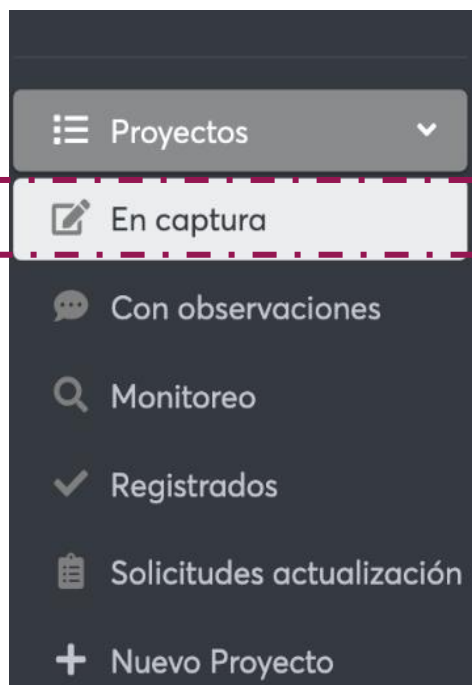 Proyectos
En captura
Con observaciones
Monitoreo
Registrados
Solicitudes actualización
Nuevo Proyecto